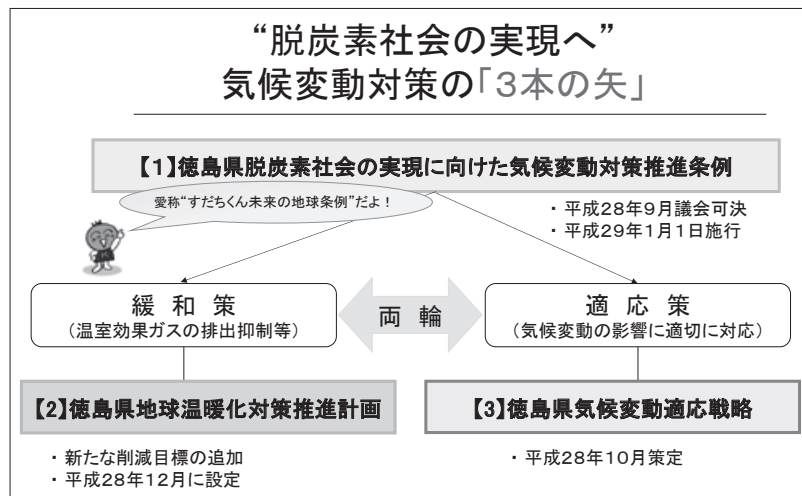 “脱炭素社会の実現へ”
気候変動対策の「3本の矢」
【1】徳島県脱炭素社会の実現に向けた気候変動対策推進条例
愛称“すだちくん未来の地球条例”だよ！
・平成28年9月議会可決
・平成29年1月1日施行
緩和策
（温室効果ガスの排出抑制等）
両輪
適応策
（気候変動の影響に適切に対応）
【2】徳島県地球温暖化対策推進計画
・新たな削減目標の追加
・平成28年12月に設定
【3】徳島県気候変動適応戦略
・平成28年10月策定